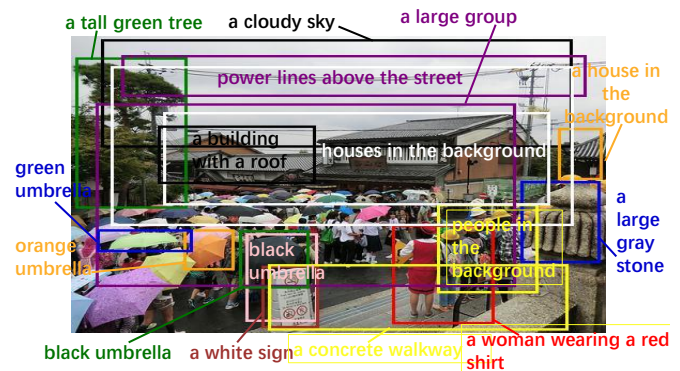 a large group
a tall green tree
a cloudy sky
power lines above the street
a house in
the
background
a building
with a roof
houses in the background
green
umbrella
a
large
gray
stone
people in
the
background
orange
umbrella
black
umbrella
black umbrella
a white sign
a concrete walkway
a woman wearing a red
shirt